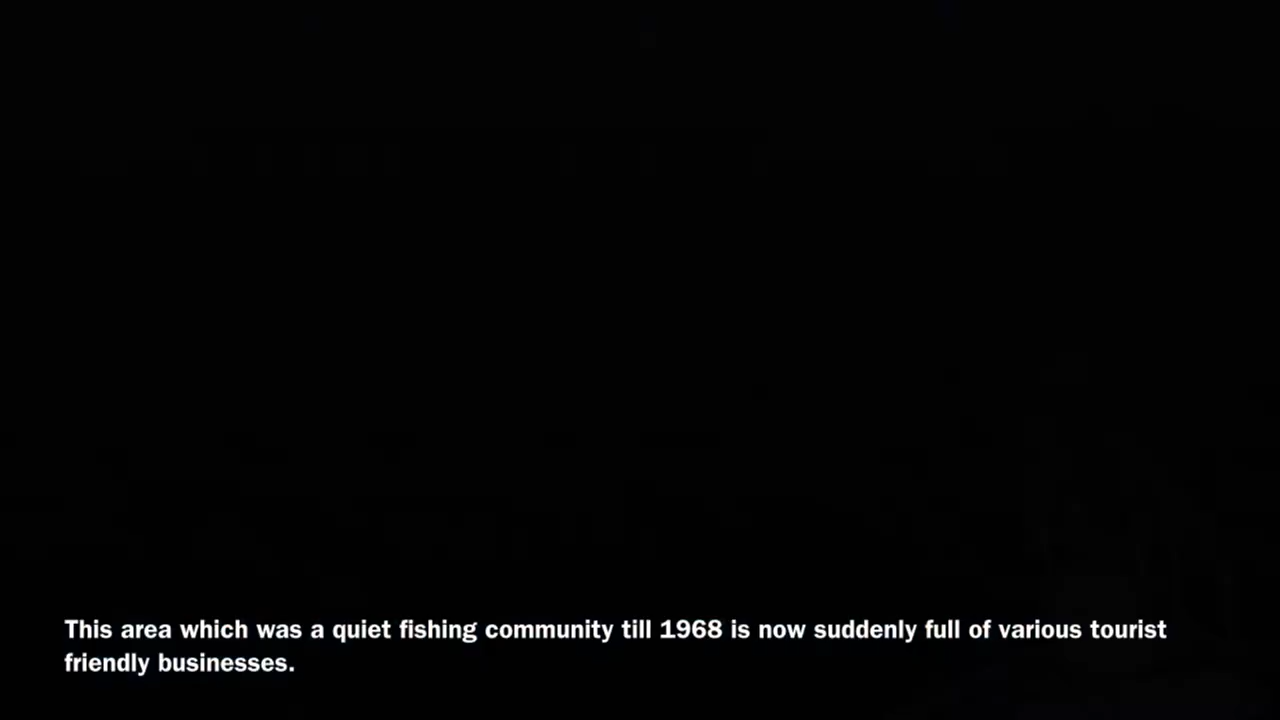 This area which was a quiet fishing community till 1968 is now suddenly full of various tourist
friendly businesses.